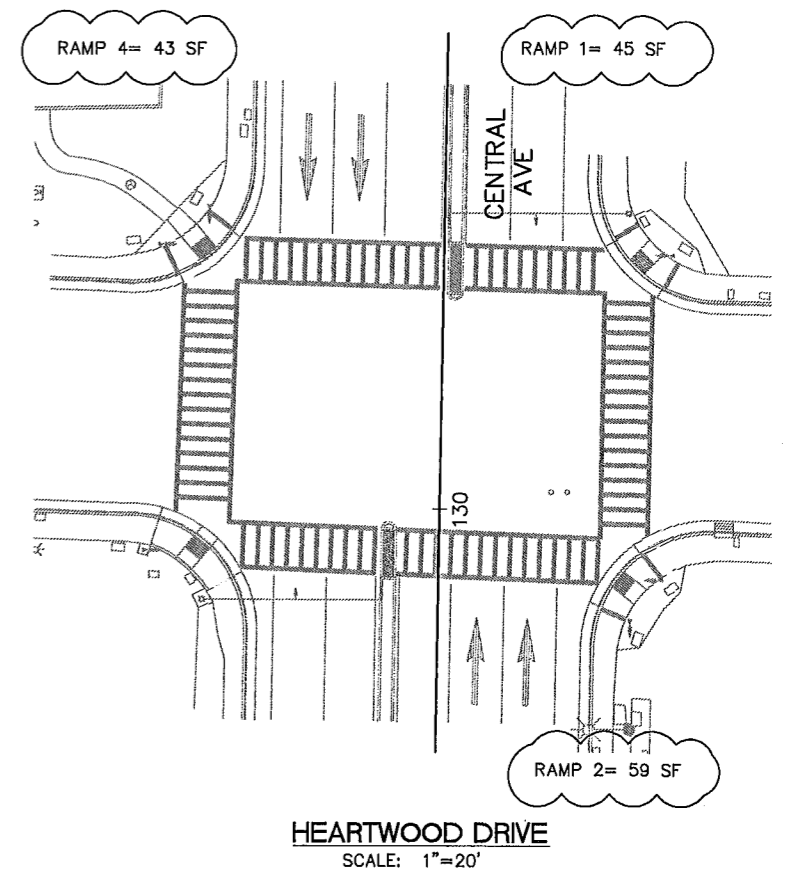 RAMP 4= 43 SF
RAMP 1= 45 SF
CENTRAL
AVE
130
RAMP 2= 59 SF
HEARTWOOD DRIVE
SCALE: 1"=20'